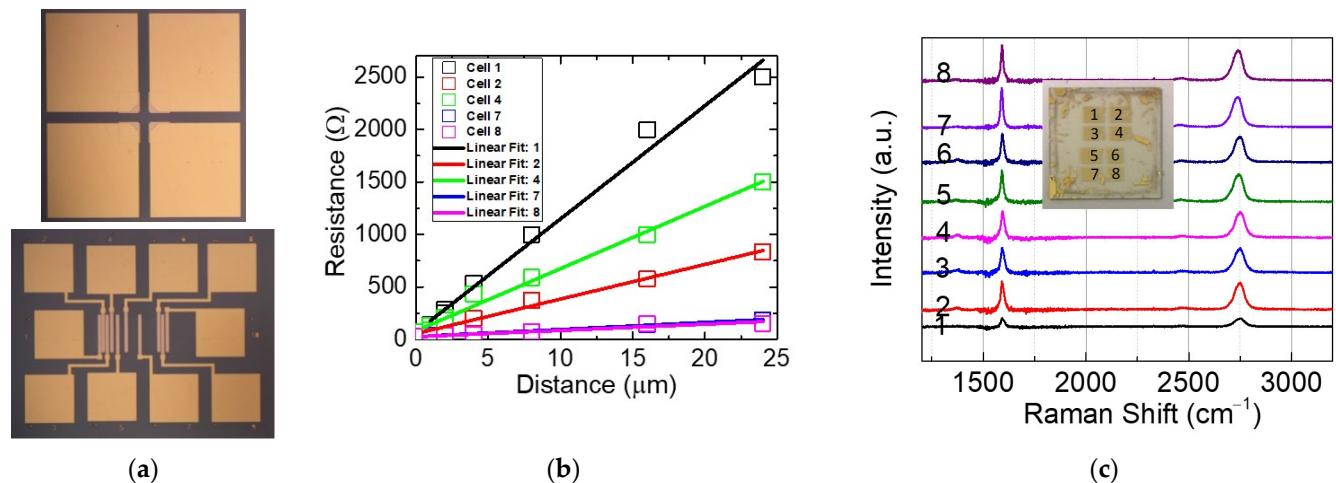 2500
2000
1500
1000
500
0
Resistance (Ω)
Cell 1
Cell 2
Cell 4
Cell 7
Cell 8
Linear Fit: 1
Linear Fit: 2
Linear Fit: 4
Linear Fit: 7
Linear Fit: 8
0 5 10 15 20 25
Distance (μm)
Intensity (a.u.)
8
7
6
5
4
3
2
1
1 2
3 4
5 6
7 8
1500 2000 2500 3000
Raman Shift (cm⁻¹)
(a) (b) (c)